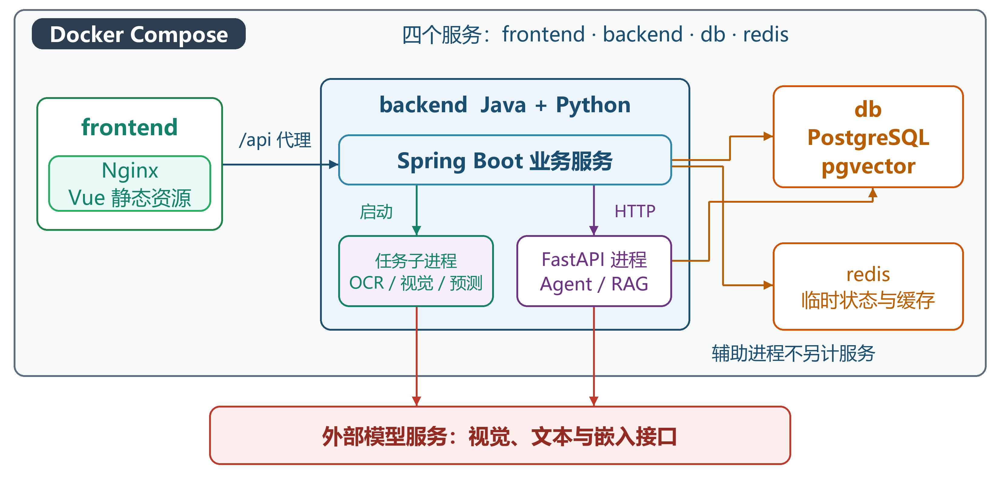 Docker Compose
四个服务：frontend · backend · db · redis
frontend
Nginx
Vue 静态资源
/api 代理
backend  Java + Python
Spring Boot 业务服务
启动
HTTP
任务子进程
OCR / 视觉 / 预测
FastAPI 进程
Agent / RAG
db
PostgreSQL
pgvector
redis
临时状态与缓存
辅助进程不另计服务
外部模型服务：视觉、文本与嵌入接口